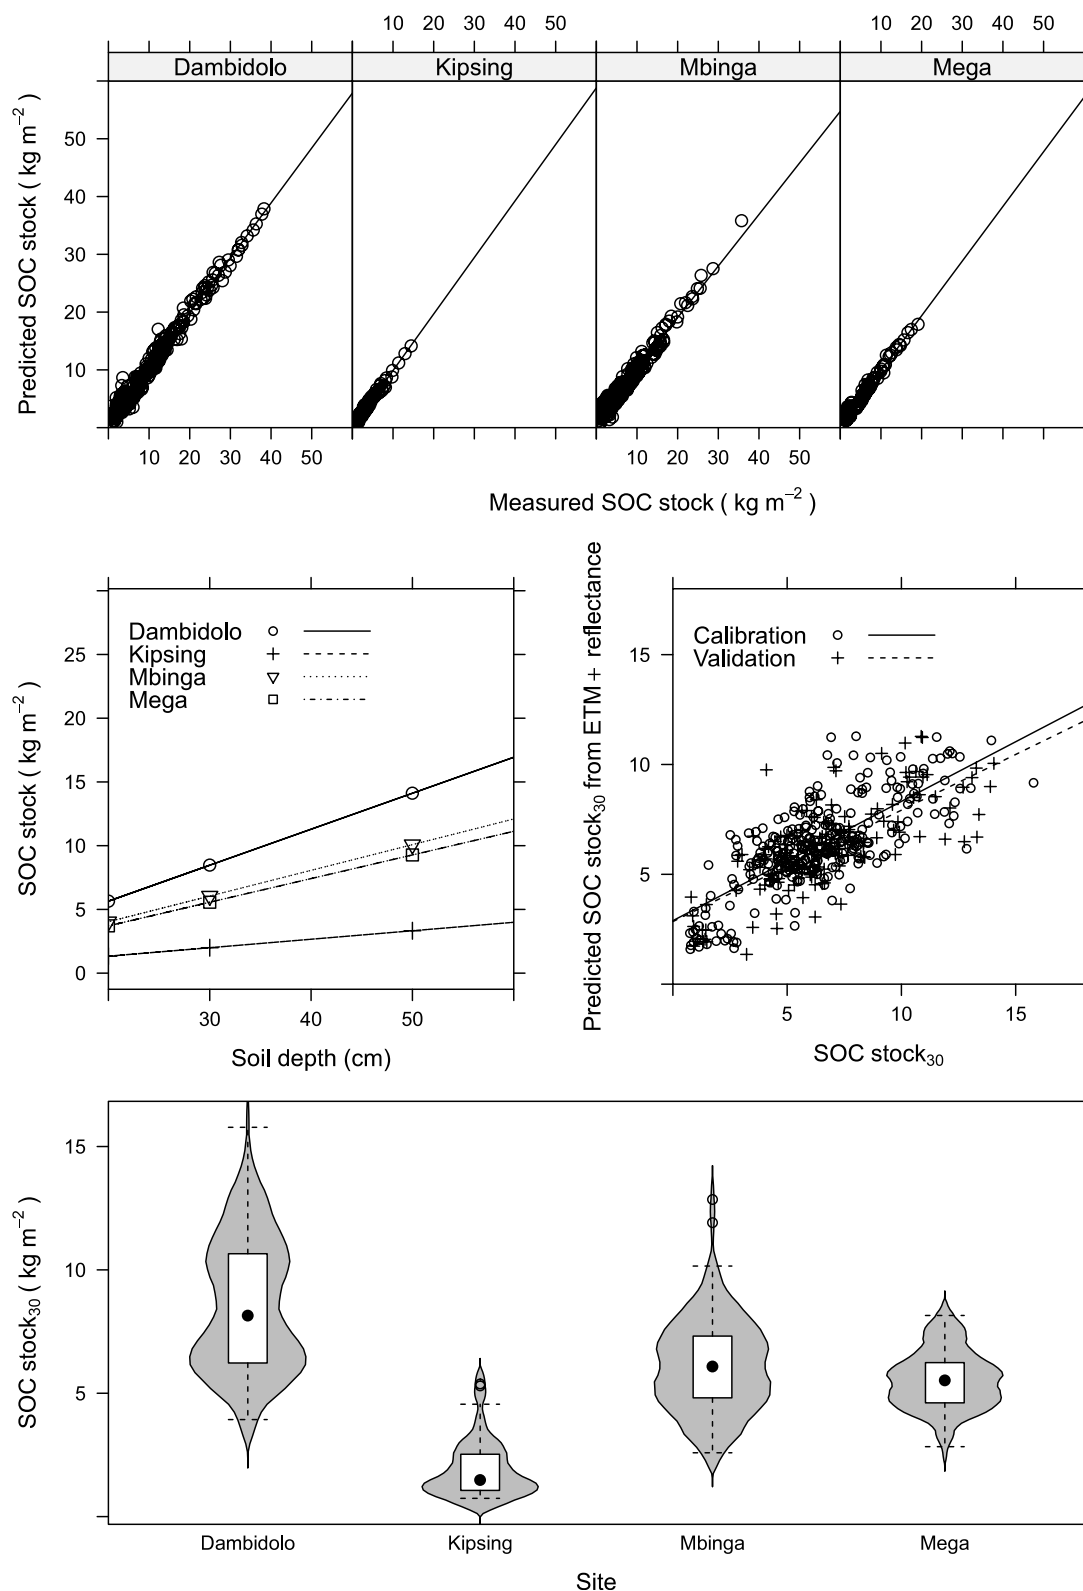 10 20 30 40 50 10 20 30 40 50
Dambidolo Kipsing Mbinga Mega
Predicted SOC stock ( kg m⁻²)
50
40
30
20
10
10 20 30 40 50 10 20 30 40 50
Measured SOC stock ( kg m⁻²)
SOC stock ( kg m⁻²)
25
20
15
10
5
0
Dambidolo
Kipsing
Mbinga
Mega
30 50
Soil depth (cm)
Predicted SOC stock₃₀ from ETM + reflectance
15
10
5
Calibration
Validation
5 10 15
SOC stock₃₀
SOC stock₃₀ ( kg m⁻²)
15
10
5
Dambidolo Kipsing Mbinga Mega
Site